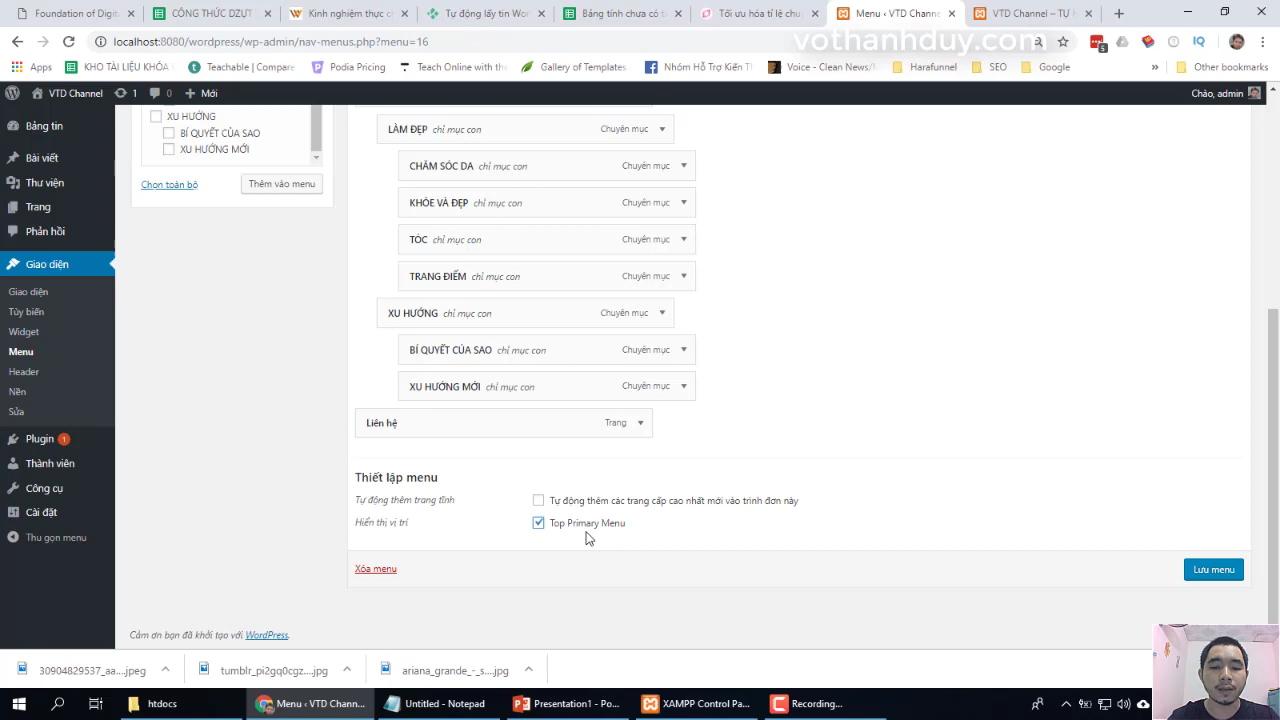 Foundation of Digita
CÔNG THỨC DỰ
Kinh nghiệm thực c
Tự động lấy tin Wor
Bảng tính chưa có t
Tối ưu hóa tỉ lệ chuy
Menu ‹ VTD Channe
VTD Channel – TỰ H
localhost:8080/wordpress/wp-admin/nav-menus.php?menu=16
vothanhduy.com
Apps
KHO TÀI LIỆU KHÓA
Teachable | Compare
Podia Pricing
Teach Online with the
Gallery of Templates
Nhóm Hỗ Trợ Kiến Th
Voice - Clean News/
Harafunnel
SEO
Google
»
Other bookmarks
VTD Channel
1
0
Mới
Chào, admin
Bảng tin
Bài viết
Thư viện
Trang
Phản hồi
Giao diện
Giao diện
Tùy biến
Widget
Menu
Header
Nền
Sửa
Plugin 1
Thành viên
Công cụ
Cài đặt
Thu gọn menu
XU HƯỚNG
BÍ QUYẾT CỦA SAO
XU HƯỚNG MỚI
Chọn toàn bộ
Thêm vào menu
LÀM ĐẸP chỉ mục con Chuyên mục
CHĂM SÓC DA chỉ mục con Chuyên mục
KHỎE VÀ ĐẸP chỉ mục con Chuyên mục
TÓC chỉ mục con Chuyên mục
TRANG ĐIỂM chỉ mục con Chuyên mục
XU HƯỚNG chỉ mục con Chuyên mục
BÍ QUYẾT CỦA SAO chỉ mục con Chuyên mục
XU HƯỚNG MỚI chỉ mục con Chuyên mục
Liên hệ Trang
Thiết lập menu
Tự động thêm trang tĩnh
Tự động thêm các trang cấp cao nhất mới vào trình đơn này
Hiển thị vị trí
Top Primary Menu
Xóa menu
Lưu menu
Cảm ơn bạn đã khởi tạo với WordPress.
30904829537_aa....jpeg
tumblr_pi2gq0cgz....jpg
ariana_grande_-_s....jpg
htdocs
Menu ‹ VTD Chann...
Untitled - Notepad
Presentation1 - Po...
XAMPP Control Pa...
Recording...